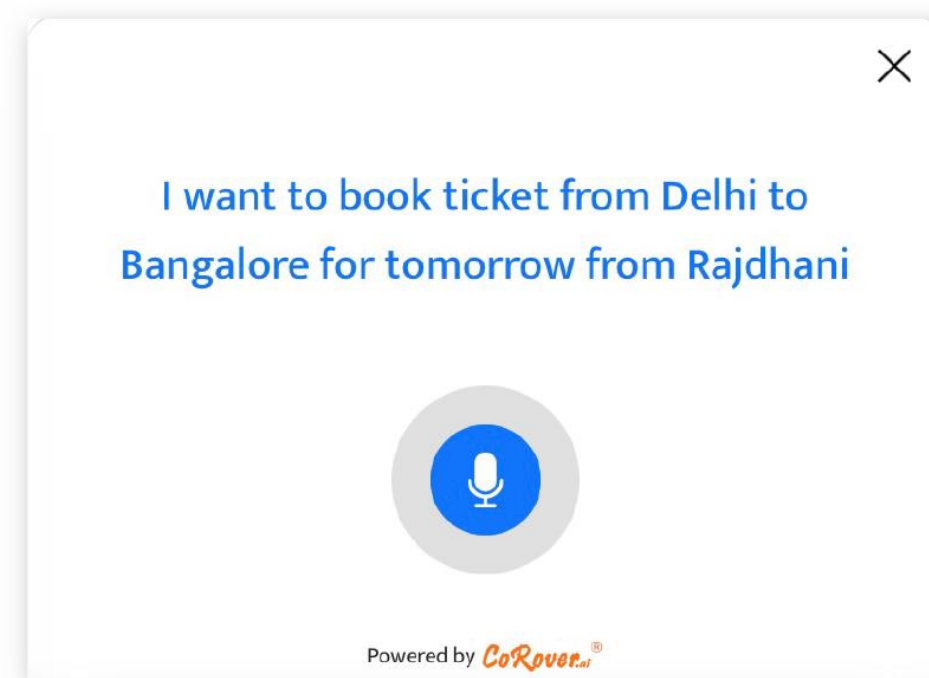 I want to book ticket from Delhi to
Bangalore for tomorrow from Rajdhani
Powered by CoRover.ai®